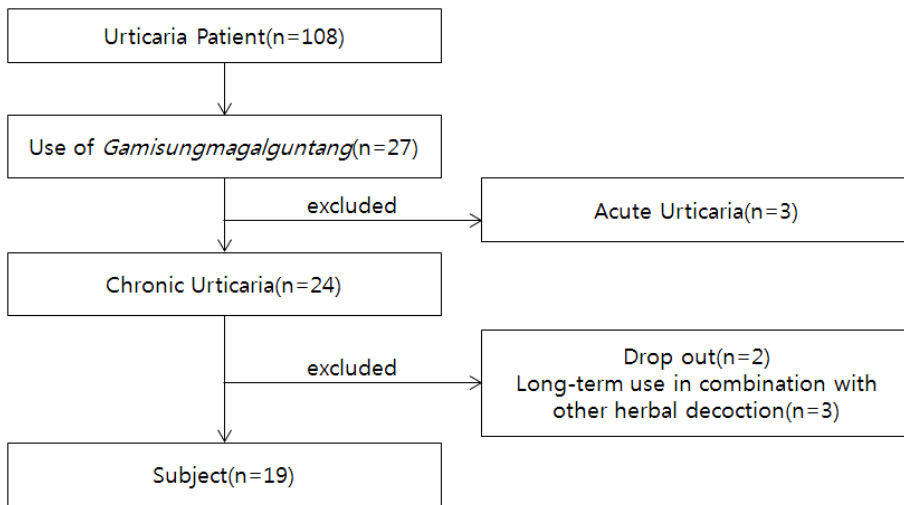 Urticaria Patient(n=108)
Use of Gamisungmagalguntang(n=27)
excluded
Acute Urticaria(n=3)
Chronic Urticaria(n=24)
excluded
Drop out(n=2)
Long-term use in combination with
other herbal decoction(n=3)
Subject(n=19)